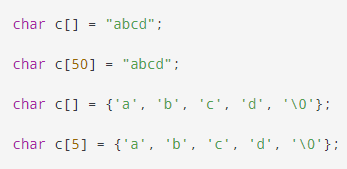 char c[] = "abcd";
char c[50] = "abcd";
char c[] = {'a', 'b', 'c', 'd', '\0'};
char c[5] = {'a', 'b', 'c', 'd', '\0'};